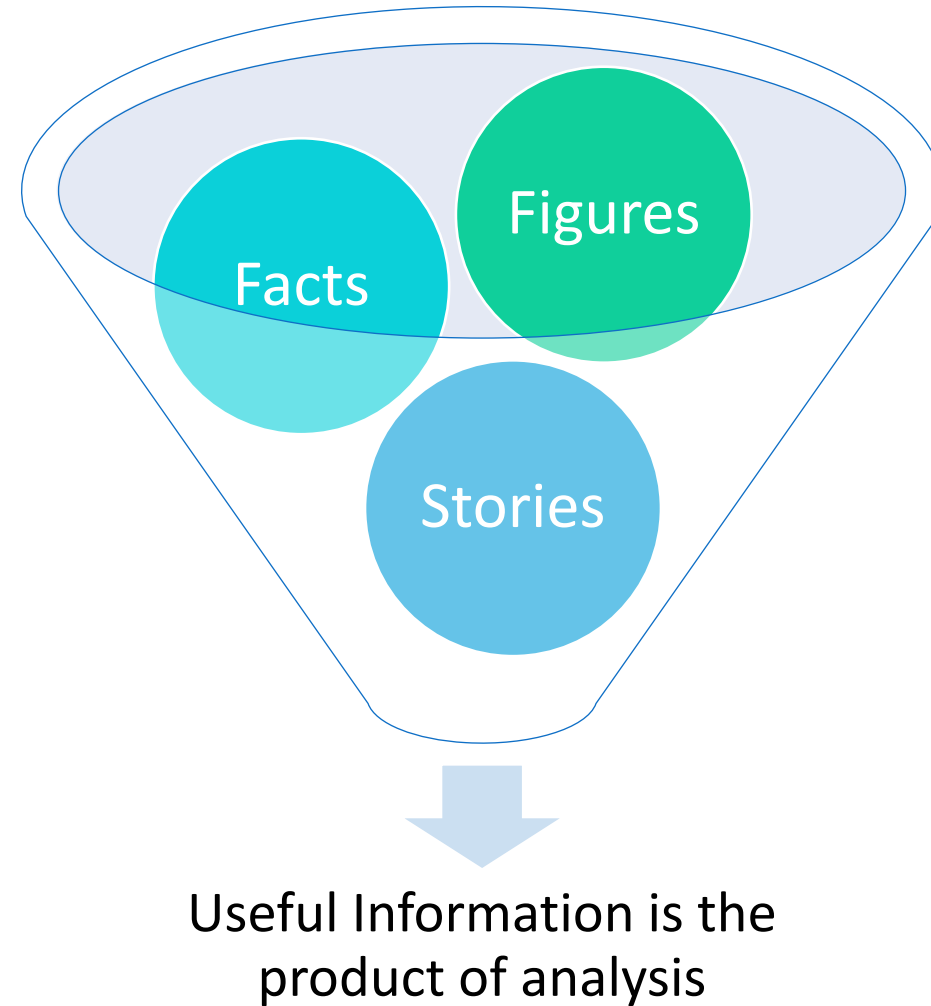 Figures
Facts
Stories
Useful Information is the
product of analysis